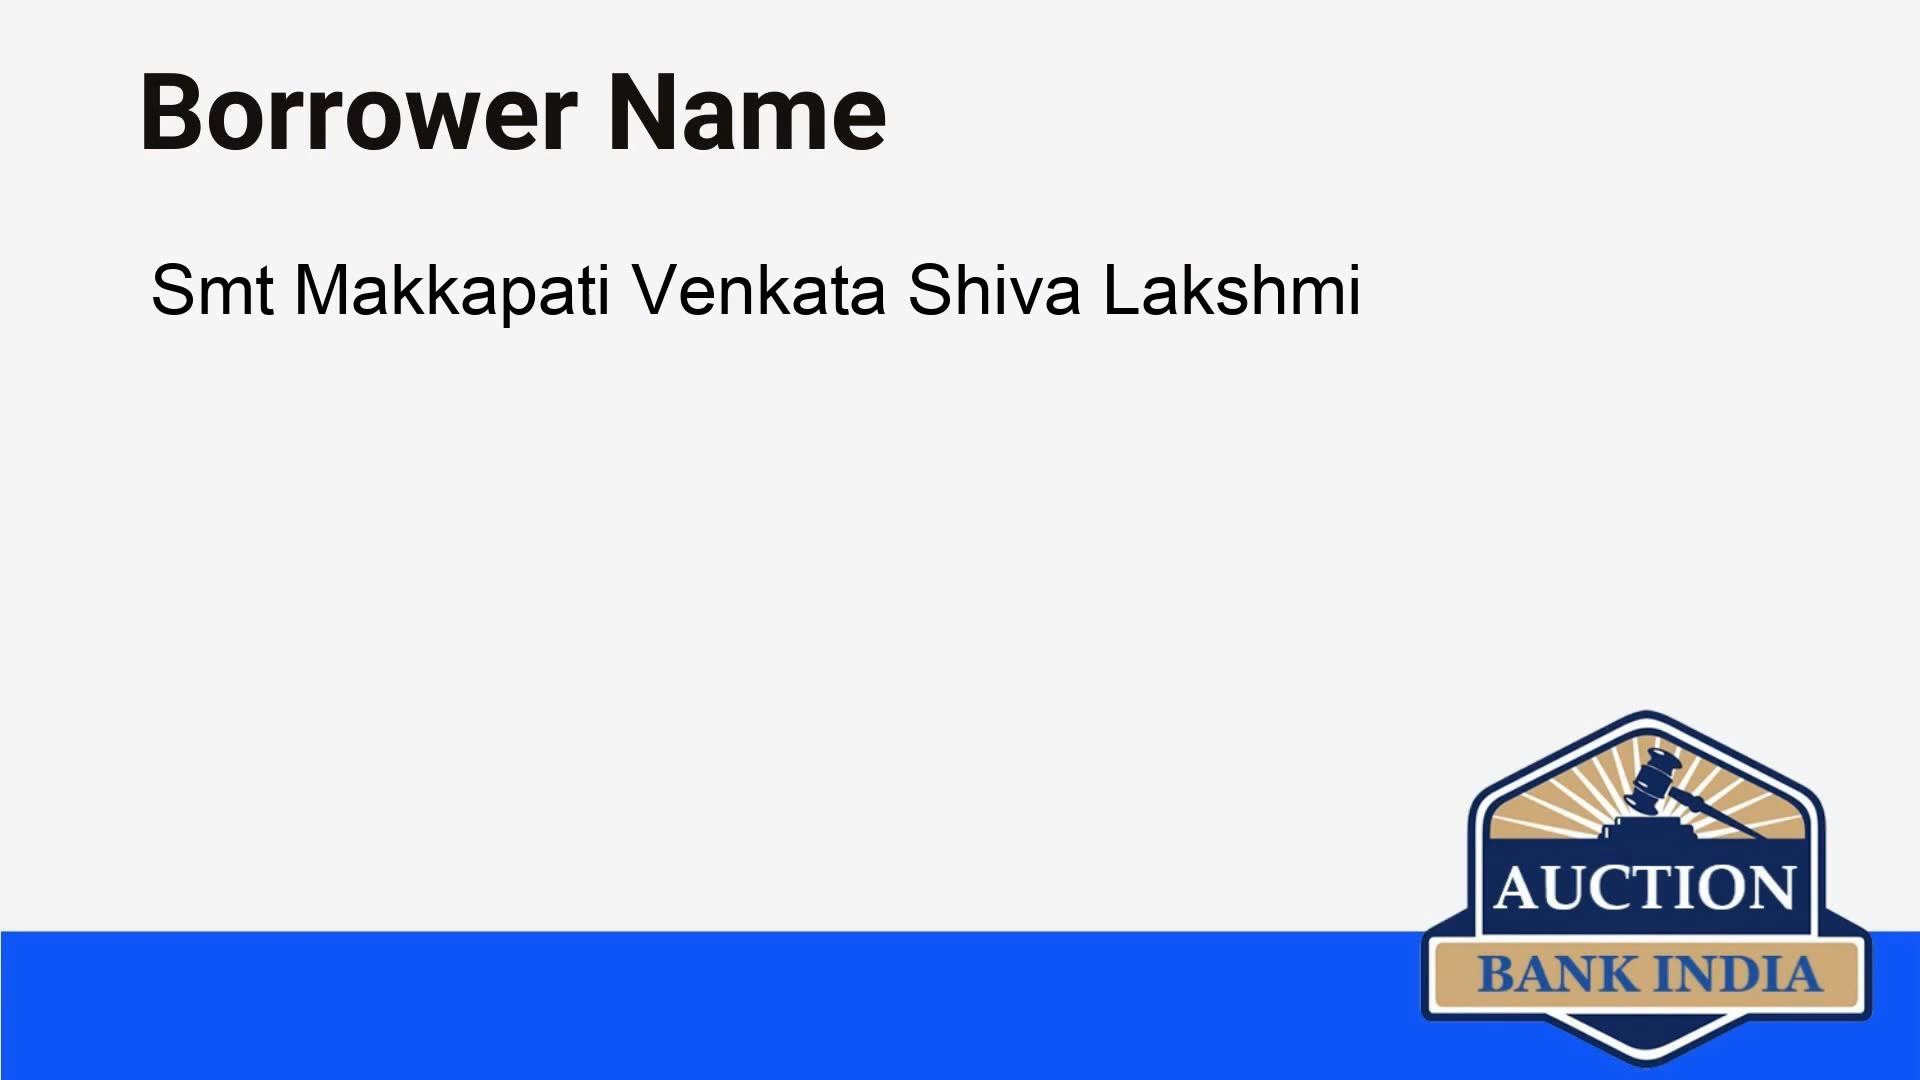 Borrower Name
Smt Makkapati Venkata Shiva Lakshmi
AUCTION
BANK INDIA